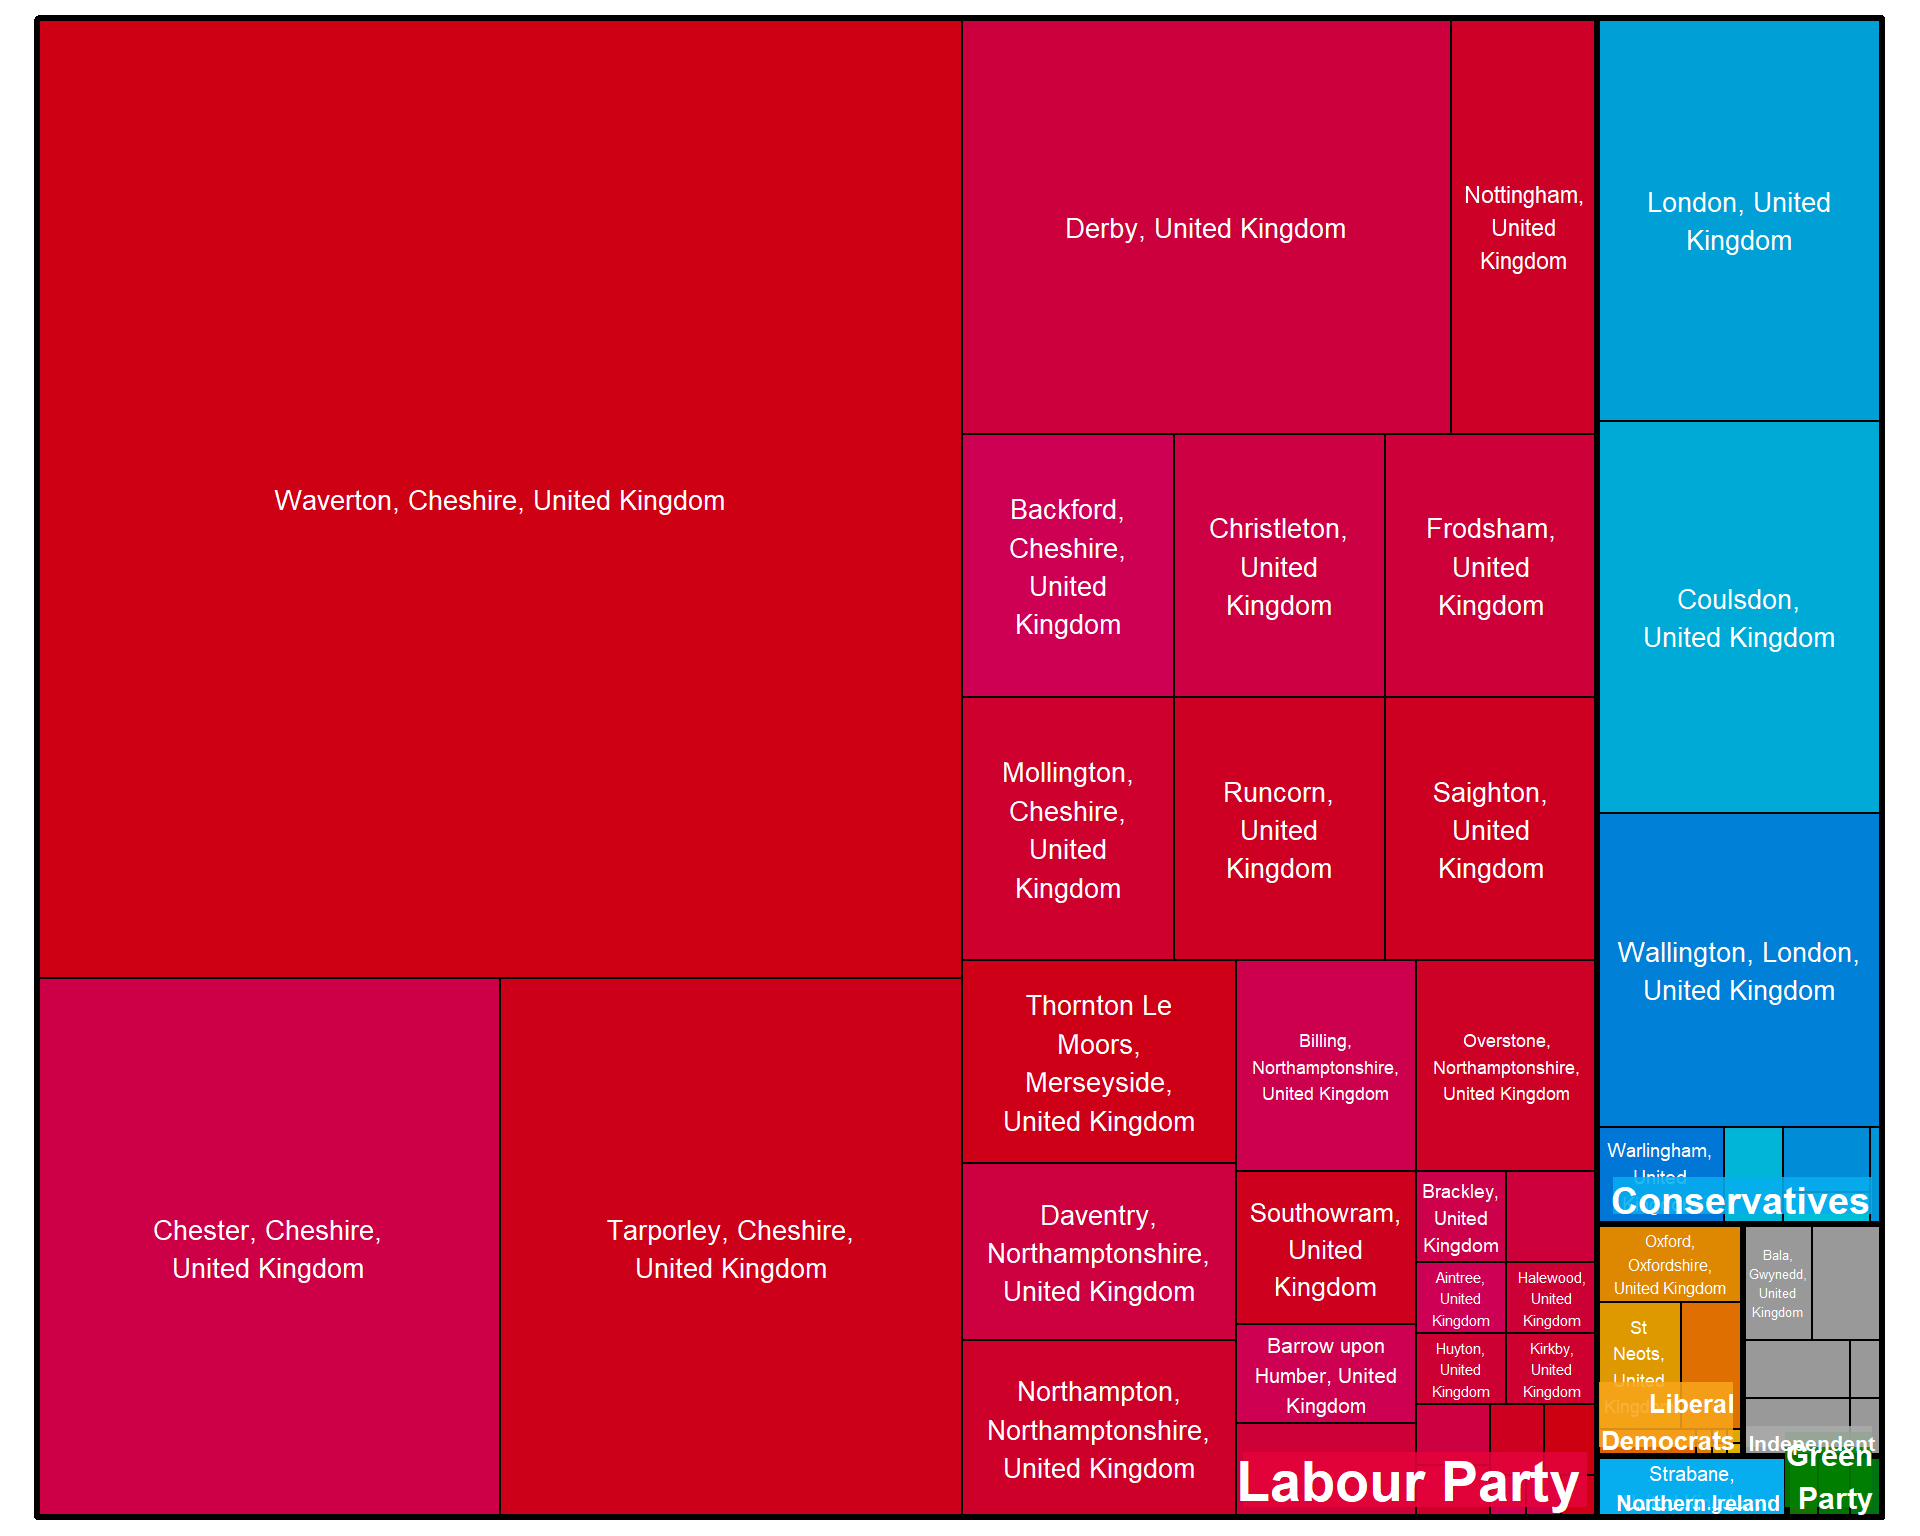 Waverton, Cheshire, United Kingdom
Chester, Cheshire,
United Kingdom
Tarporley, Cheshire,
United Kingdom
Derby, United Kingdom
Nottingham,
United
Kingdom
Backford,
Cheshire,
United
Kingdom
Christleton,
United
Kingdom
Frodsham,
United
Kingdom
Mollington,
Cheshire,
United
Kingdom
Runcorn,
United
Kingdom
Saighton,
United
Kingdom
Thornton Le
Moors,
Merseyside,
United Kingdom
Daventry,
Northamptonshire,
United Kingdom
Northampton,
Northamptonshire,
United Kingdom
Billing,
Northamptonshire,
United Kingdom
Overstone,
Northamptonshire,
United Kingdom
Southowram,
United
Kingdom
Barrow upon
Humber, United
Kingdom
Brackley,
United
Kingdom
Aintree,
United
Kingdom
Halewood,
United
Kingdom
Huyton,
United
Kingdom
Kirkby,
United
Kingdom
Labour Party
London, United
Kingdom
Coulsdon,
United Kingdom
Wallington, London,
United Kingdom
Warlingham,
United
Conservatives
Oxford,
Oxfordshire,
United Kingdom
St
Neots,
United
Kingdom
Liberal
Democrats
Bala,
Gwynedd,
United
Kingdom
Independent
Strabane,
Northern Ireland
Green
Party